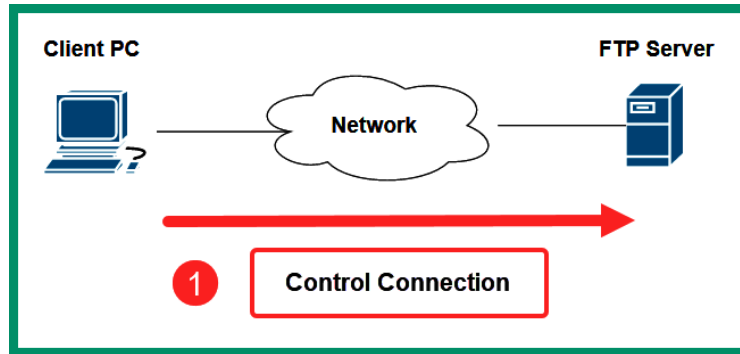 Client PC
FTP Server
Network
1
Control Connection